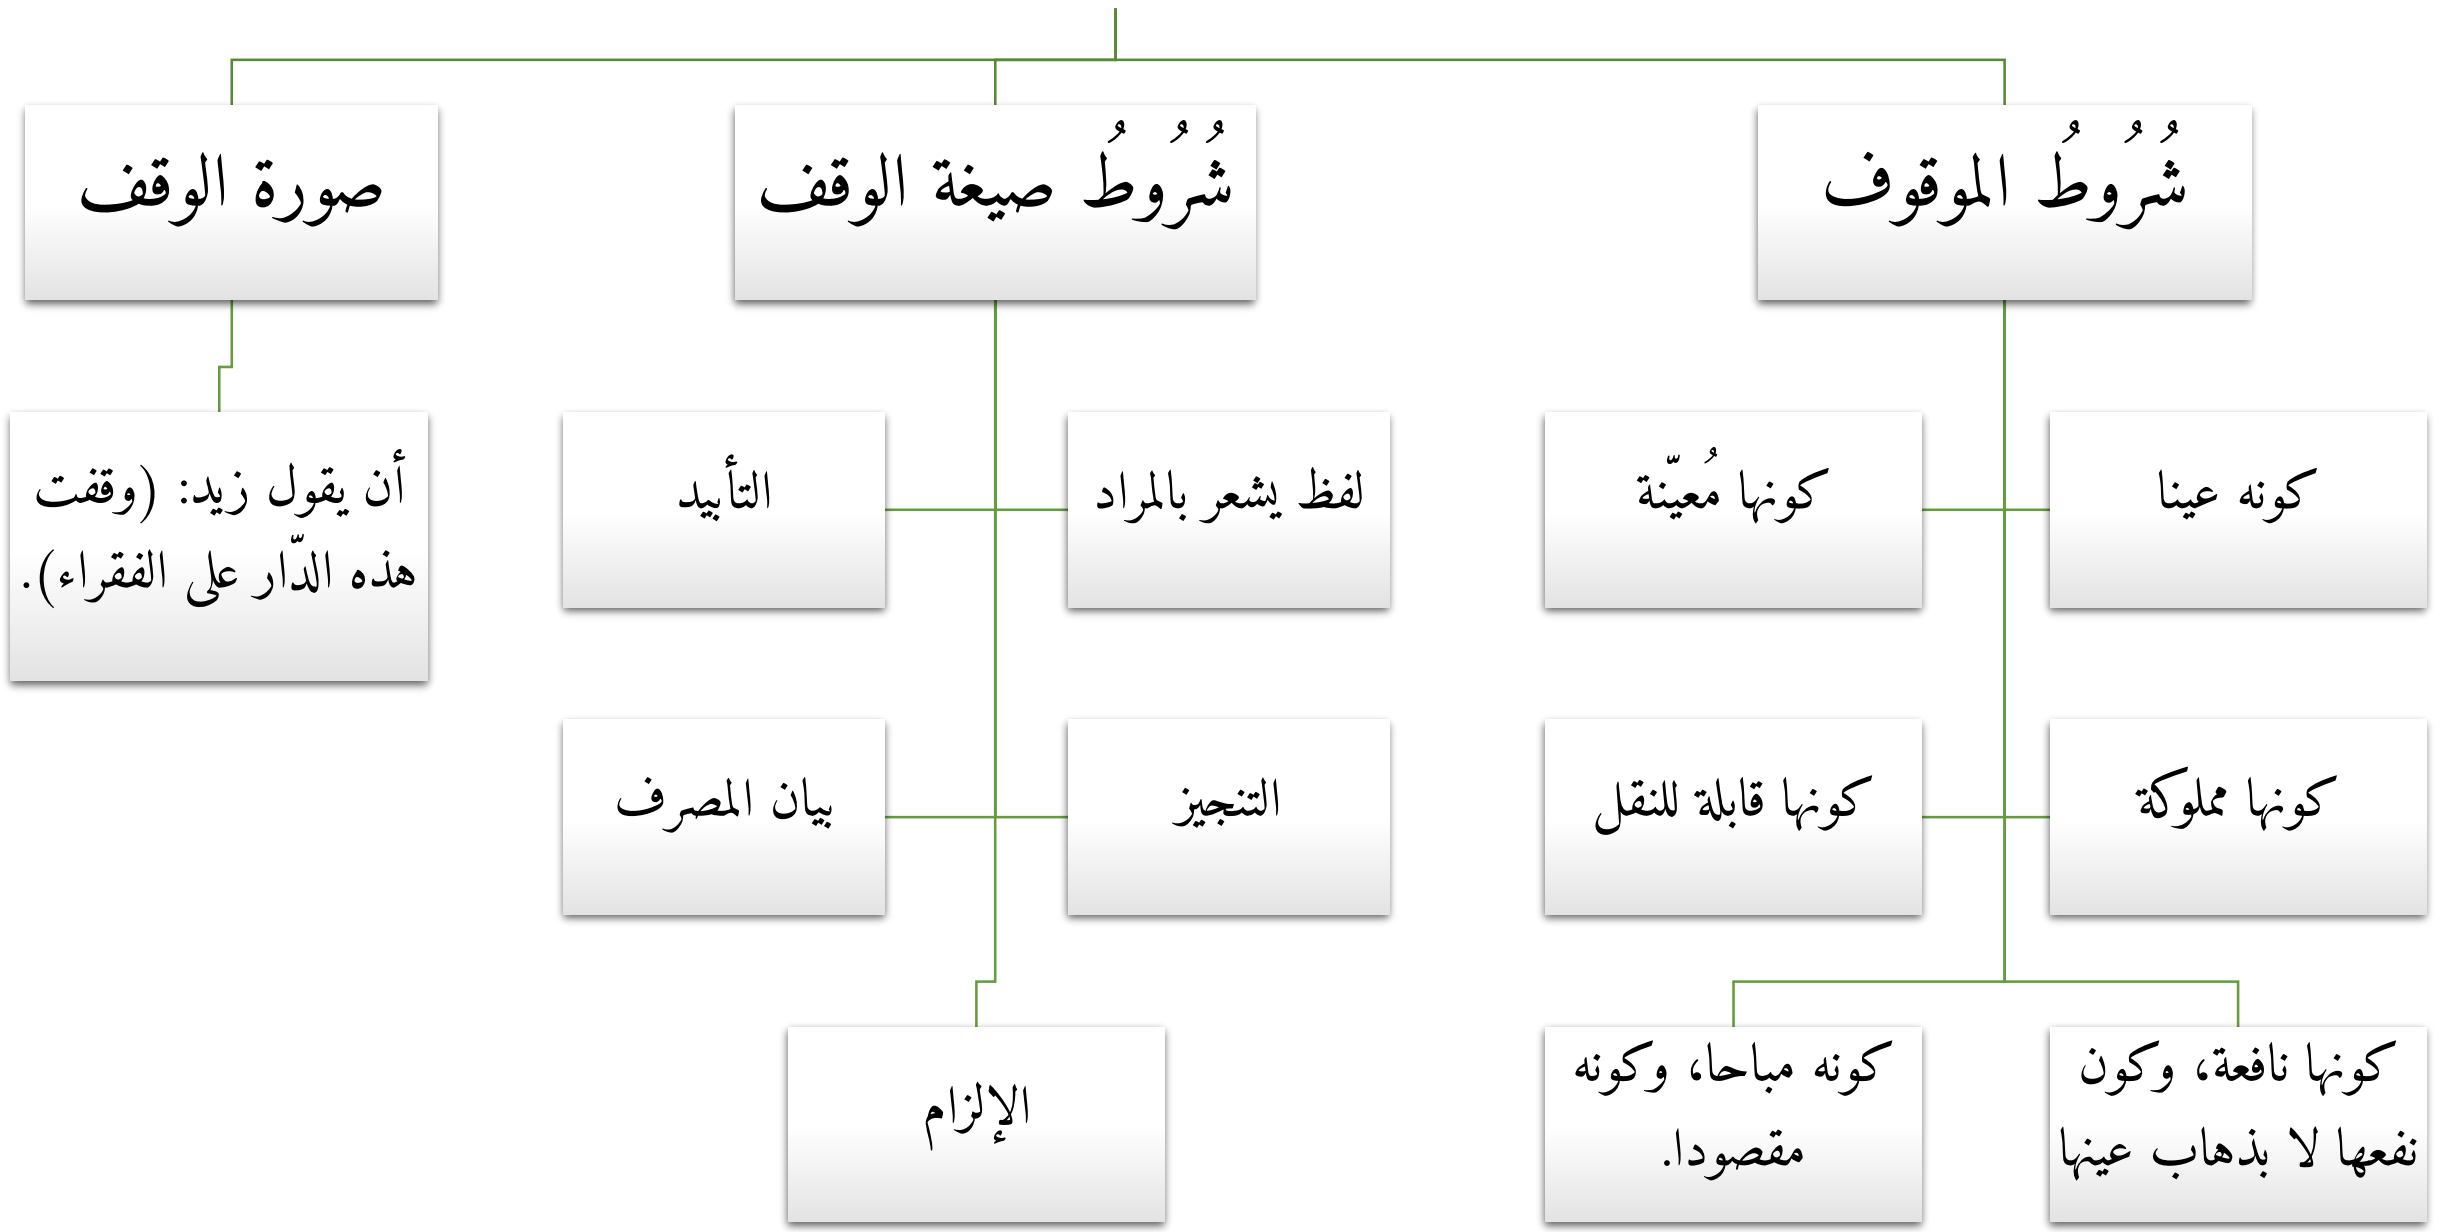 شُرُوطُ الموقوف
شُرُوطُ صيغة الوقف
صورة الوقف
كونه عينا
كونها مُعيّنة
لفظ يشعر بالمراد
التأبيد
أن يقول زيد: (وقفت
هذه الدّار على الفقراء).
كونها مملوكة
كونها قابلة للنقل
التنجيز
بيان المصرف
كونها نافعة، وكون
نفعها لا بذهاب عينها
كونه مباحا، وكونه
مقصودا.
الإلزام